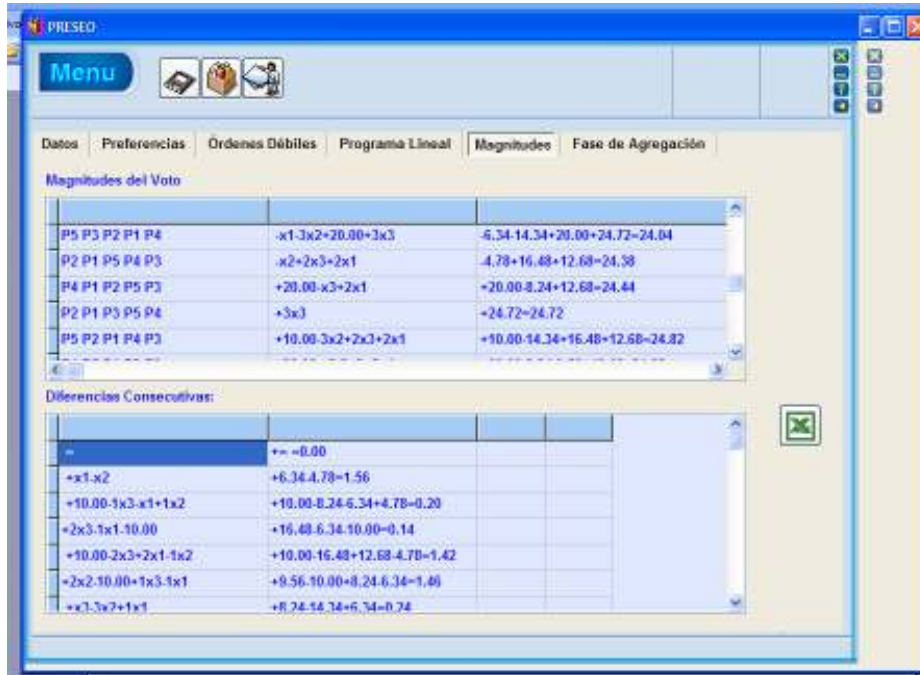 PRESEO
Menu
Datos Preferencias Órdenes Débiles Programa Lineal Magnitudes Fase de Agregación
Magnitudes del Voto
P5 P3 P2 P1 P4 -x1-3x2+20.00+3x3 -6.34-14.34+20.00+24.72=24.04
P2 P1 P5 P4 P3 -x2+2x3+2x1 -4.78+16.48+12.68=24.38
P4 P1 P2 P5 P3 +20.00-x3+2x1 +20.00-8.24+12.68=24.44
P2 P1 P3 P5 P4 +3x3 +24.72=24.72
P5 P2 P1 P4 P3 +10.00-3x2+2x3+2x1 +10.00-14.34+16.48+12.68=24.82
Diferencias Consecutivas:
= += =0.00
+x1-x2 +6.34-4.78=1.56
+10.00-1x3-x1+1x2 +10.00-8.24-6.34+4.78=0.20
+2x3-1x1-10.00 +16.48-6.34-10.00=0.14
+10.00-2x3+2x1-1x2 +10.00-16.48+12.68-4.78=1.42
+2x2-10.00+1x3-1x1 +9.56-10.00+8.24-6.34=1.46
+x3-3x2+1x1 +8.24-14.34+6.34=0.24